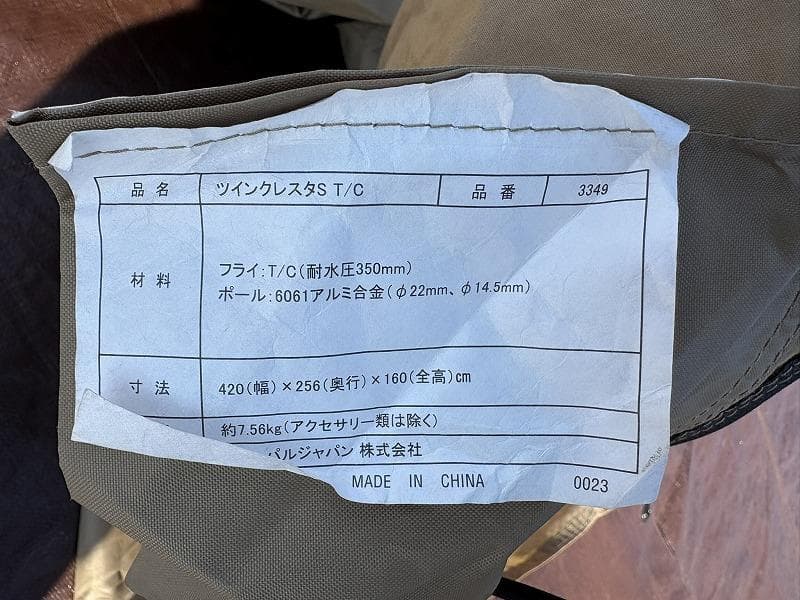 品名 ツインクレスタS T/C 品番 3349
材料 フライ:T/C(耐水圧350mm)
ポール:6061アルミ合金(φ22mm、φ14.5mm)
寸法 420(幅)×256(奥行)×160(全高)cm
約7.56kg(アクセサリー類は除く)
パルジャパン 株式会社
MADE IN CHINA 0023